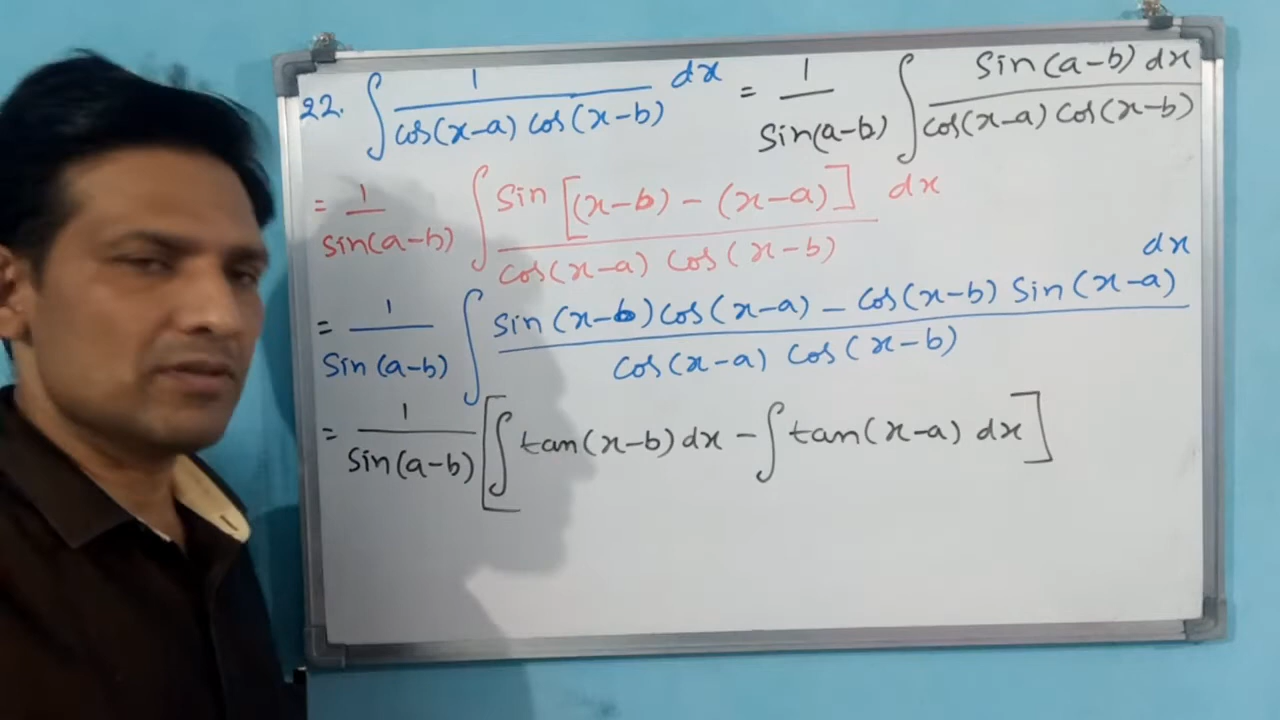 22. ∫ 1 / cos(x-a) cos(x-b) dx = 1 / Sin(a-b) ∫ Sin(a-b) dx / cos(x-a) cos(x-b)
= 1 / sin(a-b) ∫ Sin [(x-b) - (x-a)] / cos(x-a) cos(x-b) dx
= 1 / Sin(a-b) ∫ sin(x-b) cos(x-a) - cos(x-b) Sin(x-a) / cos(x-a) cos(x-b) dx
= 1 / Sin(a-b) [∫ tan(x-b) dx - ∫ tan(x-a) dx]